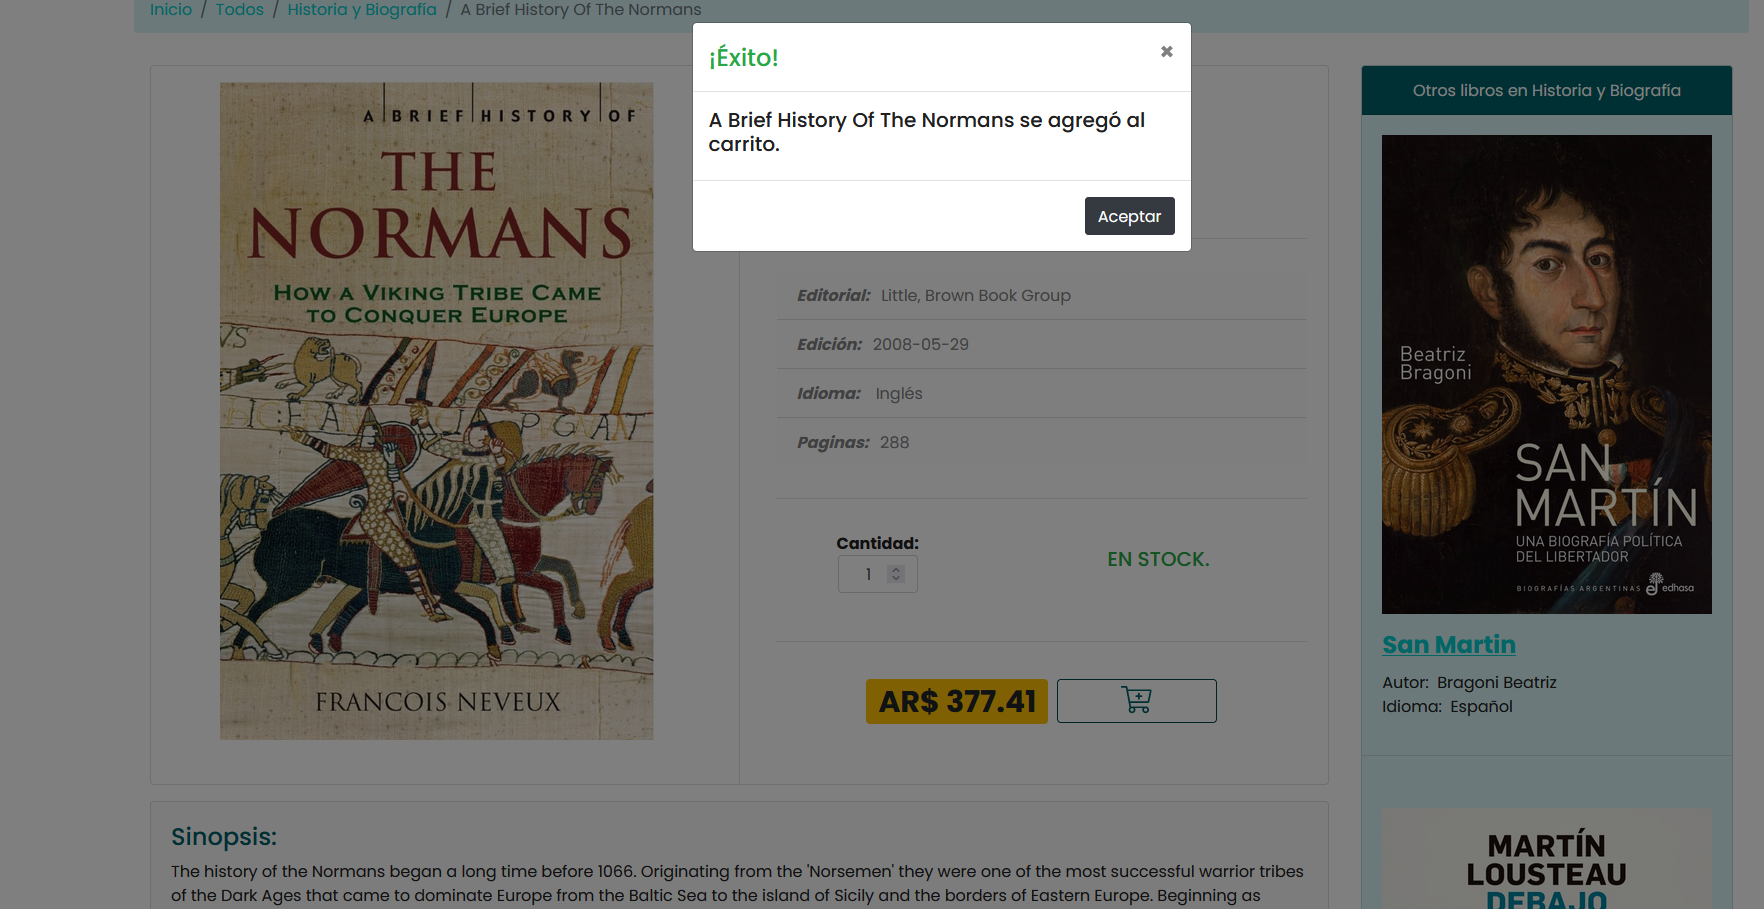 Inicio / Todos / Historia y Biografía / A Brief History Of The Normans
¡Éxito!
×
A Brief History Of The Normans se agregó al
carrito.
Aceptar
A BRIEF HISTORY OF
THE
NORMANS
HOW A VIKING TRIBE CAME
TO CONQUER EUROPE
FRANCOIS NEVEUX
Editorial: Little, Brown Book Group
Edición: 2008-05-29
Idioma: Inglés
Paginas: 288
Cantidad:
1
EN STOCK.
AR$ 377.41
Sinopsis:
The history of the Normans began a long time before 1066. Originating from the 'Norsemen' they were one of the most successful warrior tribes
of the Dark Ages that came to dominate Europe from the Baltic Sea to the island of Sicily and the borders of Eastern Europe. Beginning as
Otros libros en Historia y Biografía
Beatriz
Bragoni
SAN
MARTÍN
UNA BIOGRAFÍA POLÍTICA
DEL LIBERTADOR
BIOGRAFÍAS ARGENTINAS
edhasa
San Martin
Autor: Bragoni Beatriz
Idioma: Español
MARTÍN
LOUSTEAU
DEBAJO